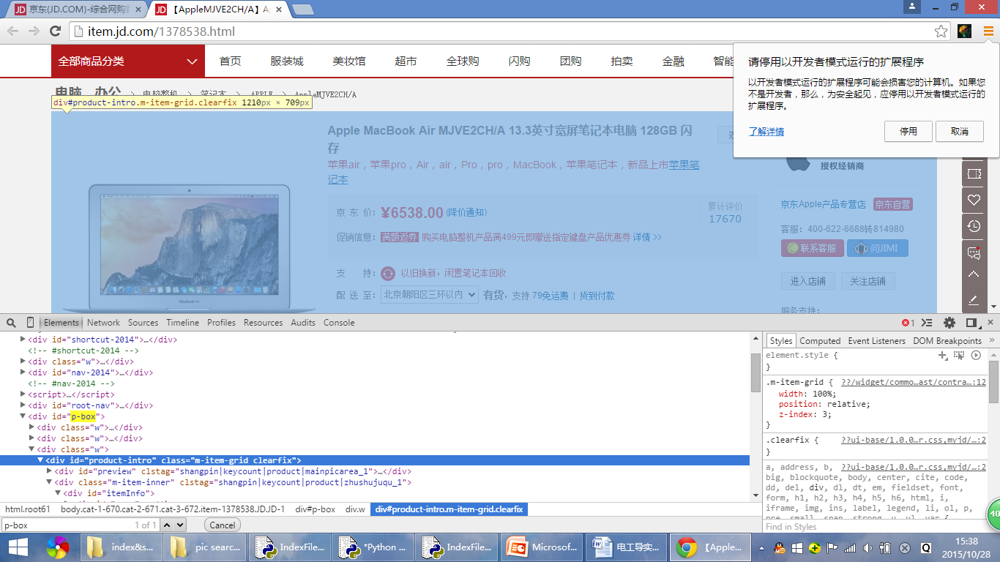 京东(JD.COM)-综合网购
【AppleMJVE2CH/A】
item.jd.com/1378538.html
全部商品分类
首页 服装城 美妆馆 超市 全球购 闪购 团购 拍卖 金融 智能
请停用以开发者模式运行的扩展程序
以开发者模式运行的扩展程序可能会损害您的计算机。如果您
不是开发者，那么，为安全起见，应停用以开发者模式运行的
扩展程序。
了解详情 停用 取消
电脑、办公 > 电脑整机 > 笔记本 > APPLE > AppleMJVE2CH/A
div#product-intro.m-item-grid.clearfix 1210px × 709px
Apple MacBook Air MJVE2CH/A 13.3英寸宽屏笔记本电脑 128GB 闪
存
苹果air，苹果pro，Air，air，Pro，pro，MacBook，苹果笔记本，新品上市苹果笔
记本
授权经销商
京 东 价: ¥6538.00 (降价通知)
累计评价
17670
促销信息: 满额返券 购买电脑整机产品满499元即赠送指定键盘产品优惠券 详情 >>
支 持: 以旧换新，闲置笔记本回收
配 送 至: 北京朝阳区三环以内 有货，支持 79免运费 | 货到付款
MacBook Air
京东Apple产品专营店 京东自营
客服: 400-622-6688转814980
联系客服 问JIMI
进入店铺 关注店铺
服务支持:
Elements Network Sources Timeline Profiles Resources Audits Console
1
<div id="shortcut-2014">…</div>
<!-- #shortcut-2014 -->
<div class="w">…</div>
<div id="nav-2014">…</div>
<!-- #nav-2014 -->
<script>…</script>
<div id="root-nav">…</div>
<div id="p-box">
<div class="w">…</div>
<div class="w">…</div>
<div class="w">
<div id="product-intro" class="m-item-grid clearfix">
<div id="preview" clstag="shangpin|keycount|product|mainpicarea_1">…</div>
<div class="m-item-inner" clstag="shangpin|keycount|product|zhushujuqu_1">
<div id="itemInfo">
html.root61 body.cat-1-670.cat-2-671.cat-3-672.item-1378538.JD.JD-1 div#p-box div.w div#product-intro.m-item-grid.clearfix
p-box 1 of 1 Cancel
Styles Computed Event Listeners DOM Breakpoints »
element.style {
}
.m-item-grid { ??/widget/commo…ast/contra…:12
width: 100%;
position: relative;
z-index: 3;
}
.clearfix { ??ui-base/1.0.0…r.css,myjd/…:2
}
a, address, b, ??ui-base/1.0.0…r.css,myjd/…:2
big, blockquote, body, center, cite, code,
dd, del, div, dl, dt, em, fieldset, font,
form, h1, h2, h3, h4, h5, h6, html, i,
iframe, img, ins, label, legend, li, ol, p,
pre, small, span, strong, u, ul, var {
Find in Styles
40
index&s... pic searc... IndexFile... *Python ... IndexFile... Microsof... 电工导实... 【Apple...
15:38
2015/10/28